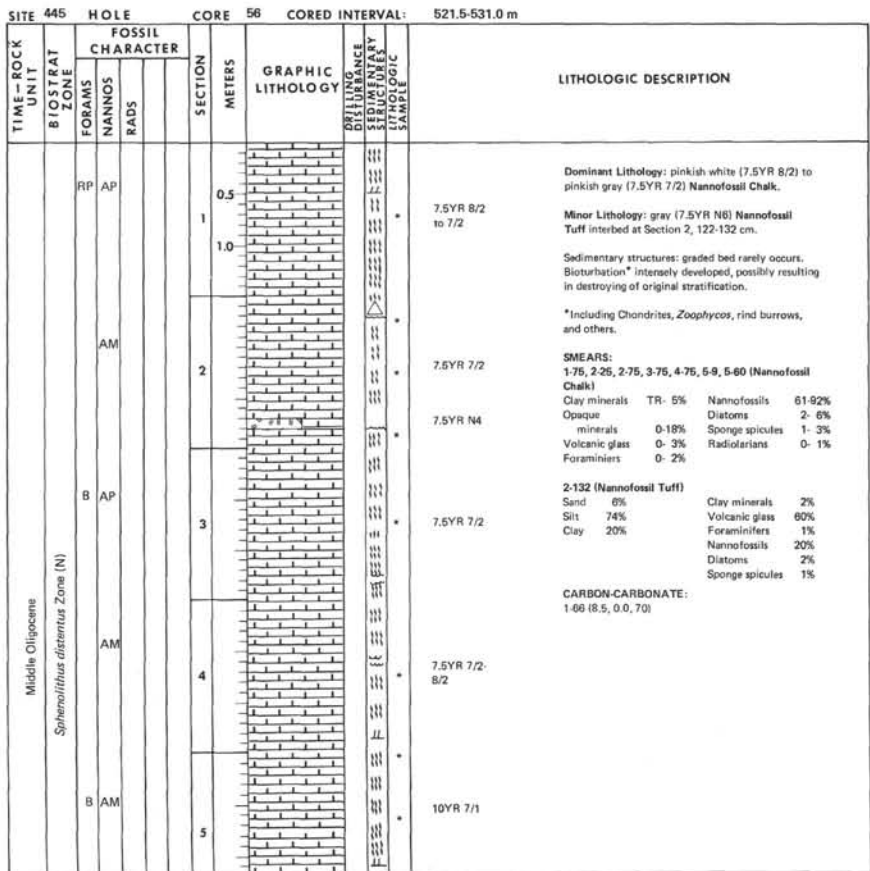 SITE 445 HOLE CORE 56 CORED INTERVAL: 521.5-531.0 m
TIME-ROCK UNIT
BIOSTRAT ZONE
FOSSIL CHARACTER
FORAMS
NANNOS
RADS
SECTION
METERS
GRAPHIC LITHOLOGY
DRILLING DISTURBANCE
SEDIMENTARY STRUCTURES
LITHOLOGIC SAMPLE
LITHOLOGIC DESCRIPTION
Middle Oligocene
Sphenolithus distentus Zone (N)
RP AP
AM
B AP
AM
B AM
1
0.5
1.0
2
3
4
5
*
*
*
*
*
*
*
*
7.5YR 8/2
to 7/2
7.5YR 7/2
7.5YR N4
7.5YR 7/2
7.5YR 7/2-
8/2
10YR 7/1
Dominant Lithology: pinkish white (7.5YR 8/2) to
pinkish gray (7.5YR 7/2) Nannofossil Chalk.
Minor Lithology: gray (7.5YR N6) Nannofossil
Tuff interbed at Section 2, 122-132 cm.
Sedimentary structures: graded bed rarely occurs.
Bioturbation* intensely developed, possibly resulting
in destroying of original stratification.
*Including Chondrites, Zoophycos, rind burrows,
and others.
SMEARS:
1-75, 2-25, 2-75, 3-75, 4-75, 5-9, 5-60 (Nannofossil
Chalk)
Clay minerals TR- 5% Nannofossils 61-92%
Opaque Diatoms 2- 6%
minerals 0-18% Sponge spicules 1- 3%
Volcanic glass 0- 3% Radiolarians 0- 1%
Foraminiers 0- 2%
2-132 (Nannofossil Tuff)
Sand 6% Clay minerals 2%
Silt 74% Volcanic glass 60%
Clay 20% Foraminifers 1%
Nannofossils 20%
Diatoms 2%
Sponge spicules 1%
CARBON-CARBONATE:
1-66 (8.5, 0.0, 70)